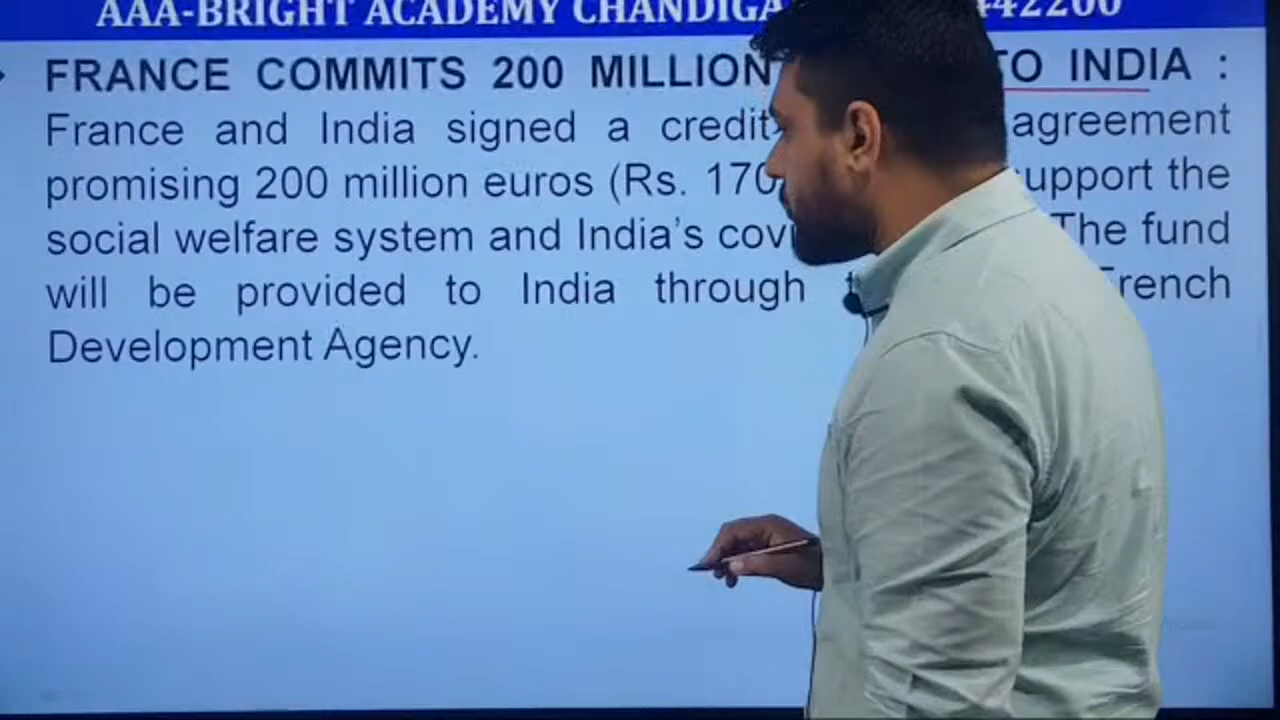 AAA-BRIGHT ACADEMY CHANDIGA 442200
FRANCE COMMITS 200 MILLION TO INDIA :
France and India signed a credit agreement
promising 200 million euros (Rs. 170 upport the
social welfare system and India's cov The fund
will be provided to India through rench
Development Agency.